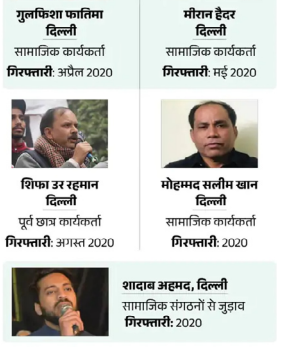 गुलफिशा फातिमा
दिल्ली
सामाजिक कार्यकर्ता
गिरफ्तारी: अप्रैल 2020
मीरान हैदर
दिल्ली
सामाजिक कार्यकर्ता
गिरफ्तारी: मई 2020
शिफा उर रहमान
दिल्ली
पूर्व छात्र कार्यकर्ता
गिरफ्तारी: अगस्त 2020
मोहम्मद सलीम खान
दिल्ली
सामाजिक कार्यकर्ता
गिरफ्तारी: 2020
शादाब अहमद, दिल्ली
सामाजिक संगठनों से जुड़ाव
गिरफ्तारी: 2020